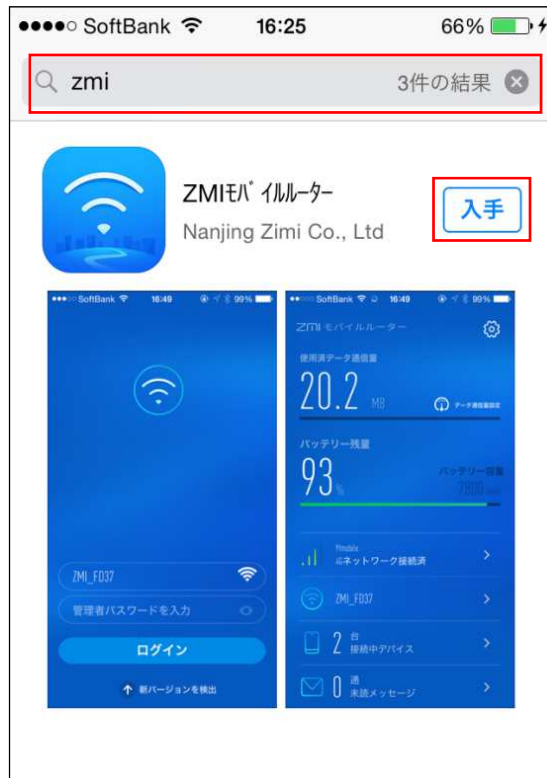 SoftBank 16:25 66%
zmi 3件の結果
ZMIモバイルルーター
Nanjing Zimi Co., Ltd
入手
SoftBank 16:49 99%
ZMI_FD37
管理者パスワードを入力
ログイン
新バージョンを検出
SoftBank 16:49 99%
ZMI モバイルルーター
使用済データ通信量
20.2 MB
データ通信量設定
バッテリー残量
93%
バッテリー容量
7800
Ymobile
ネットワーク接続済
ZMI_FD37
2 台
接続中デバイス
0 通
未読メッセージ